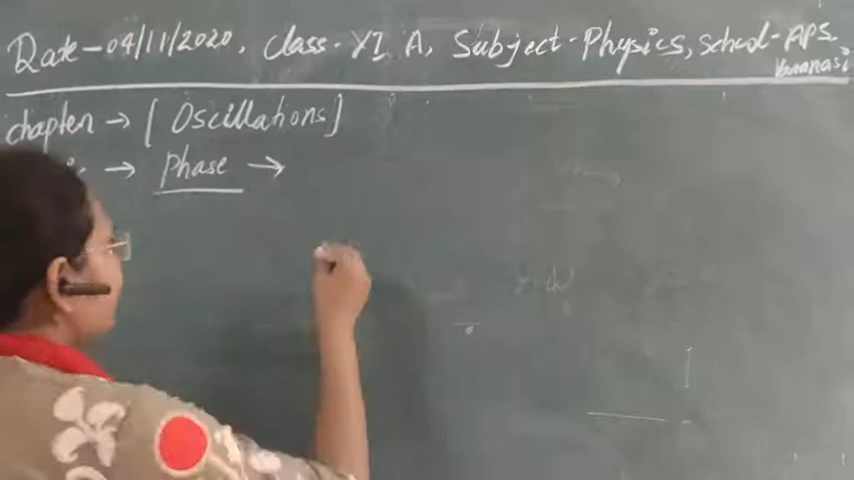 Date - 04/11/2020, Class - XI A, Subject - Physics, School - APS.
Varanasi
chapter → [Oscillations]
→ Phase →